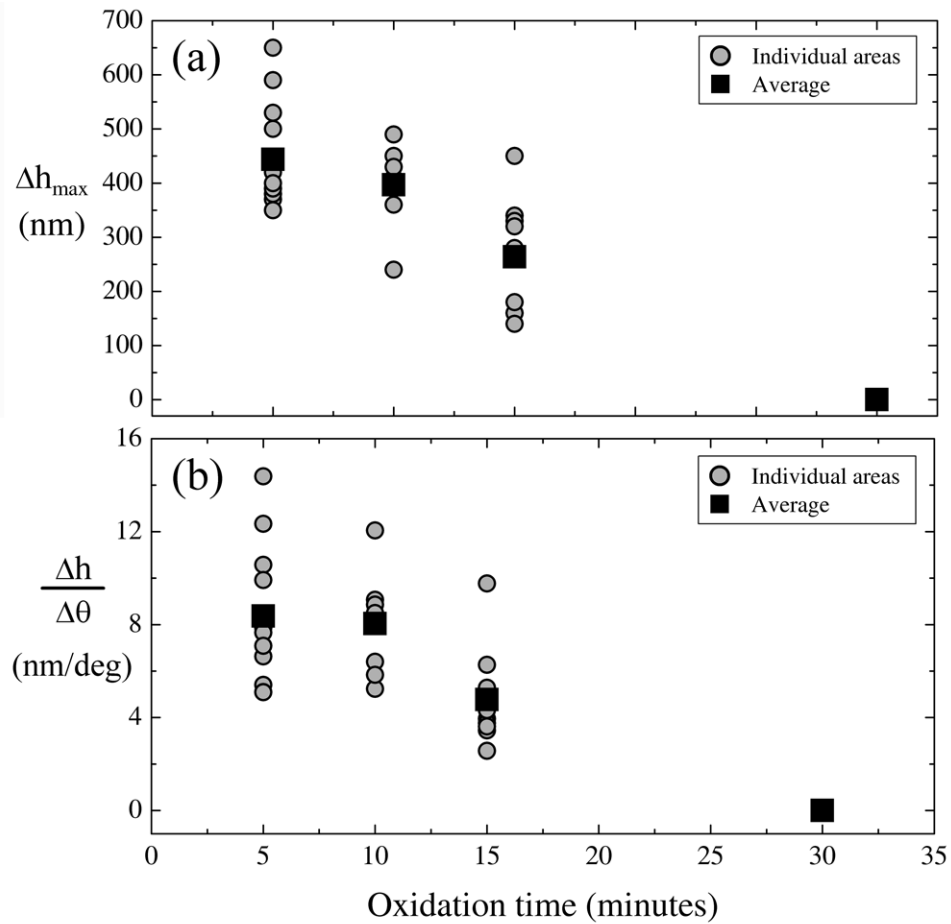 700
600
500
400
300
200
100
0
(a)
Δh_max
(nm)
Individual areas
Average
16
12
8
4
0
(b)
Δh
Δθ
(nm/deg)
Individual areas
Average
0 5 10 15 20 25 30 35
Oxidation time (minutes)